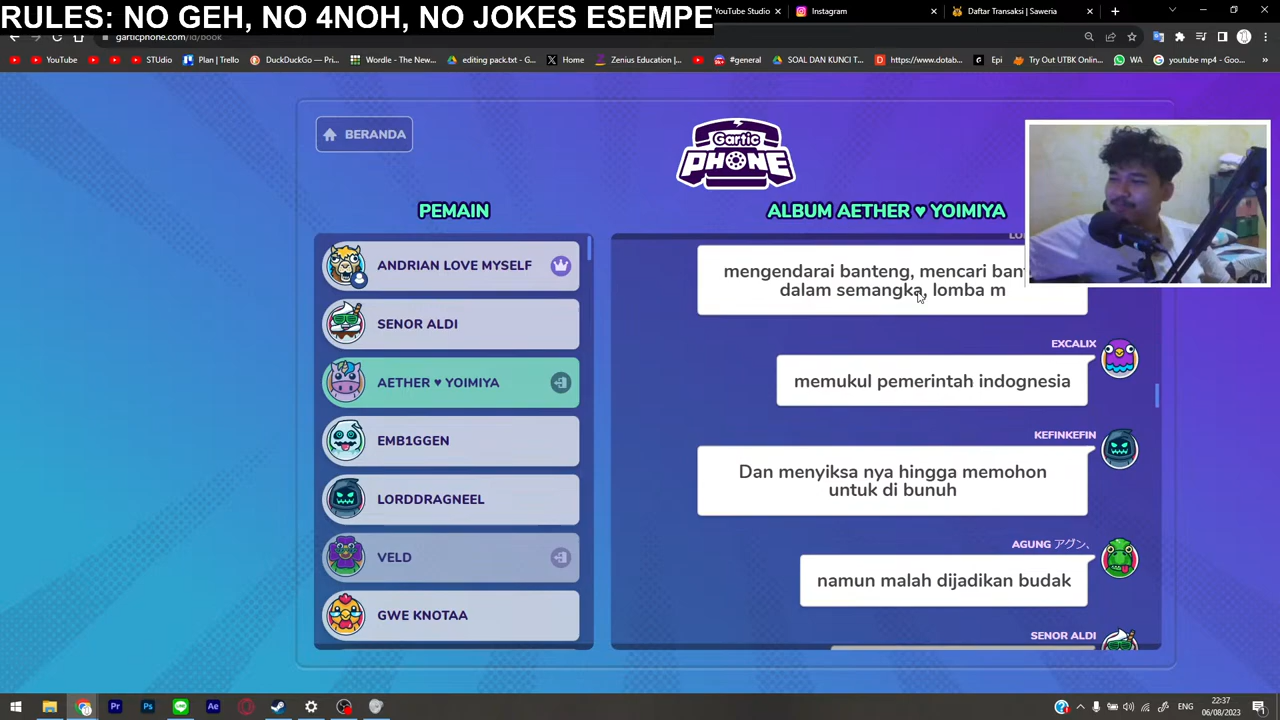 RULES: NO GEH, NO 4NOH, NO JOKES ESEMPE
YouTube Studio
Instagram
Daftar Transaksi | Saweria
garticphone.com/id/book
YouTube
STUdio
Plan | Trello
DuckDuckGo — Pri...
Wordle - The New...
editing pack.txt - G...
Home
Zenius Education |...
#general
SOAL DAN KUNCI T...
https://www.dotab...
Epi
Try Out UTBK Onlin...
WA
youtube mp4 - Goo...
BERANDA
Gartic
PHONE
PEMAIN
ALBUM AETHER ♥ YOIMIYA
ANDRIAN LOVE MYSELF
SENOR ALDI
AETHER ♥ YOIMIYA
EMB1GGEN
LORDDRAGNEEL
VELD
GWE KNOTAA
mengendarai banteng, mencari
dalam semangka, lomba m
EXCALIX
memukul pemerintah indognesia
KEFINKEFIN
Dan menyiksa nya hingga memohon
untuk di bunuh
AGUNG アグン、
namun malah dijadikan budak
SENOR ALDI
22:37
06/08/2023